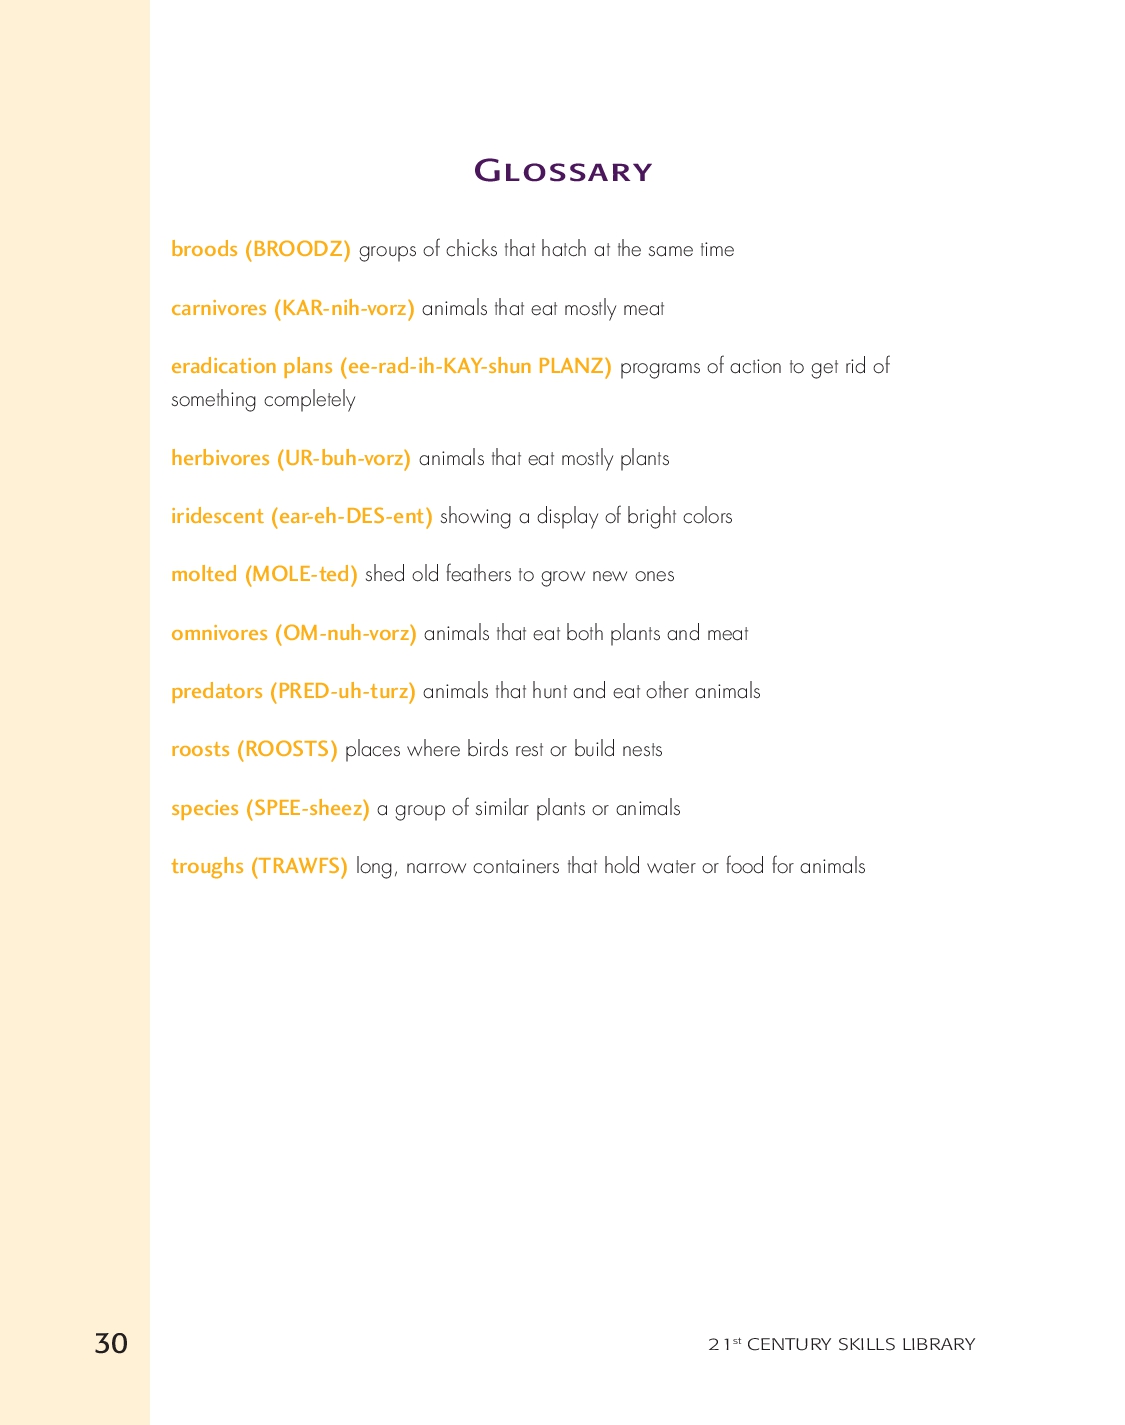 Glossary
broods (BROODZ) groups of chicks that hatch at the same time
carnivores (KAR-nih-vorz) animals that eat mostly meat
eradication plans (ee-rad-ih-KAY-shun PLANZ) programs of action to get rid of
something completely
herbivores (UR-buh-vorz) animals that eat mostly plants
iridescent (ear-eh-DES-ent) showing a display of bright colors
molted (MOLE-ted) shed old feathers to grow new ones
omnivores (OM-nuh-vorz) animals that eat both plants and meat
predators (PRED-uh-turz) animals that hunt and eat other animals
roosts (ROOSTS) places where birds rest or build nests
species (SPEE-sheez) a group of similar plants or animals
troughs (TRAWFS) long, narrow containers that hold water or food for animals
30
21st CENTURY SKILLS LIBRARY